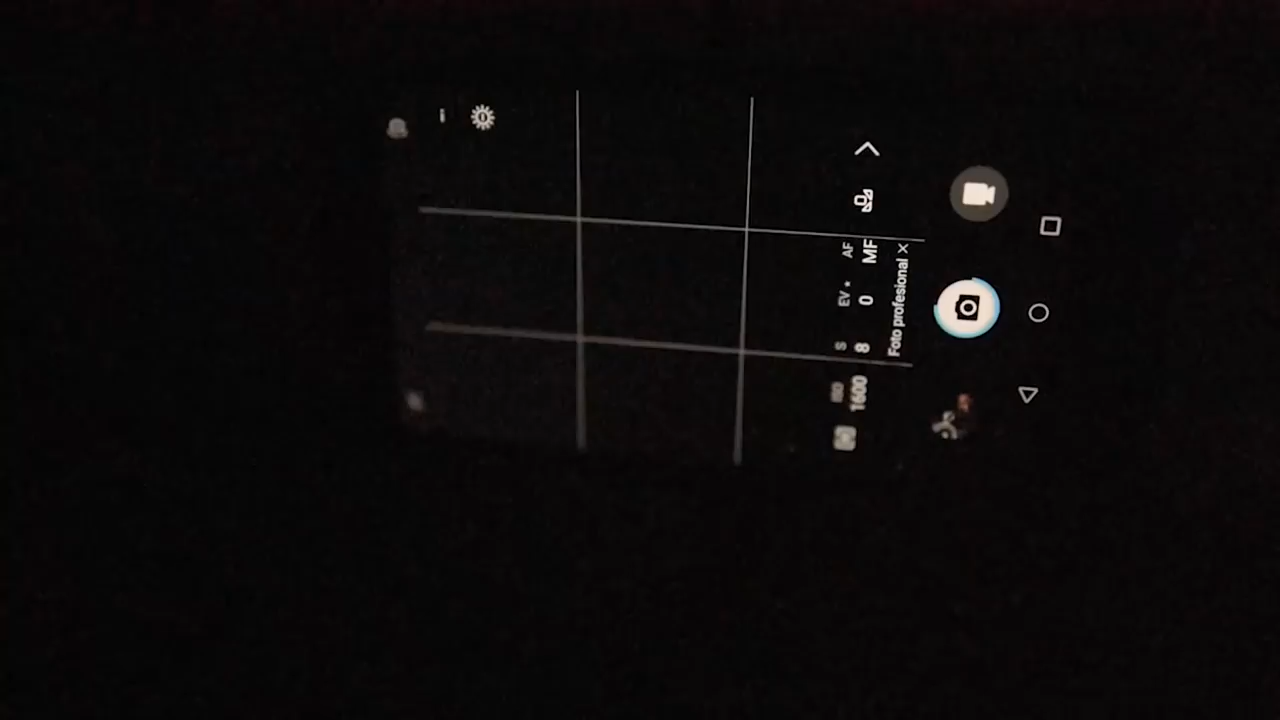 ISO S EV • AF
1600 8 0 MF
Foto profesional ×